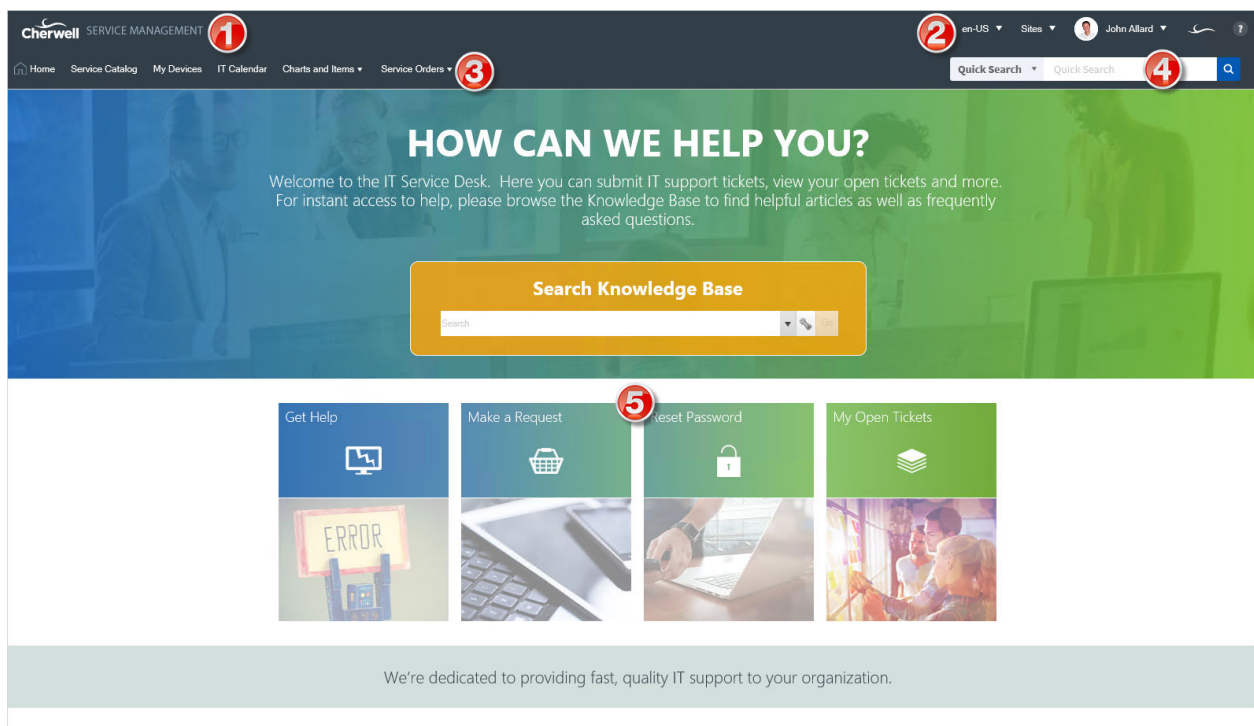 Cherwell SERVICE MANAGEMENT 1
2 en-US Sites John Allard ?
Home Service Catalog My Devices IT Calendar Charts and Items Service Orders 3
Quick Search Quick Search 4
HOW CAN WE HELP YOU?
Welcome to the IT Service Desk. Here you can submit IT support tickets, view your open tickets and more.
For instant access to help, please browse the Knowledge Base to find helpful articles as well as frequently
asked questions.
Search Knowledge Base
Search Go
5
Get Help Make a Request Reset Password My Open Tickets
ERROR
We're dedicated to providing fast, quality IT support to your organization.